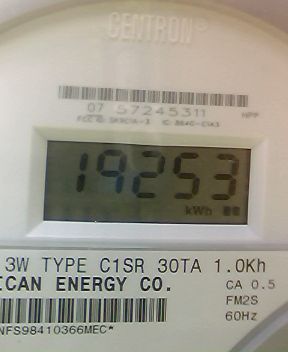 CENTRON®
07 57245311 HPP
19253
kWh
3W TYPE C1SR 30TA 1.0Kh
ICAN ENERGY CO. CA 0.5
FM2S
NFS98410366MEC* 60Hz